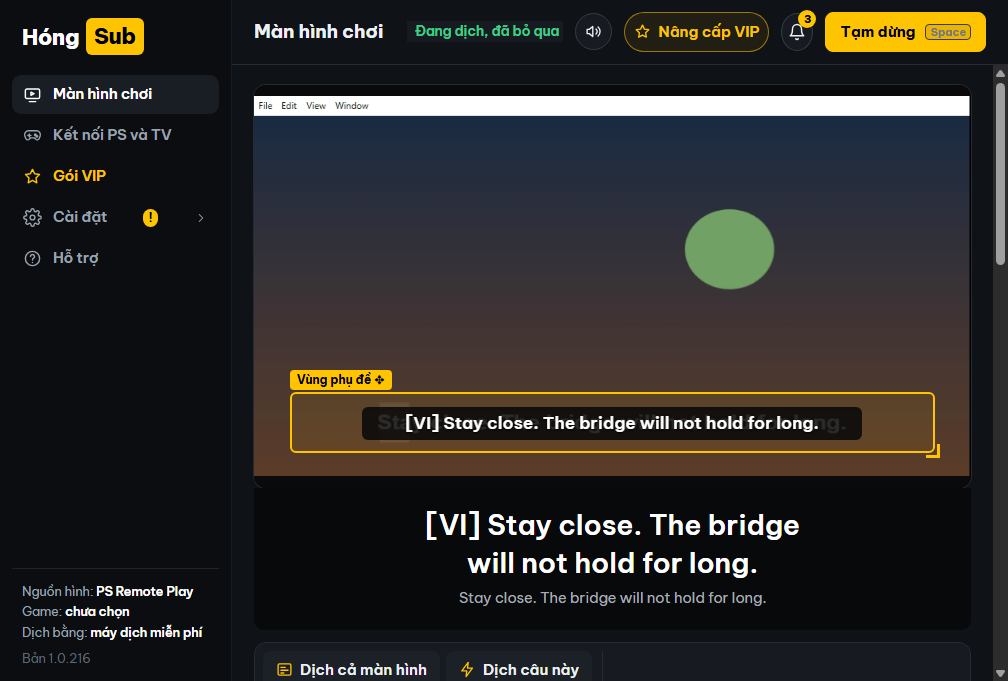 Hóng Sub
Màn hình chơi
Kết nối PS và TV
Gói VIP
Cài đặt !
Hỗ trợ
Nguồn hình: PS Remote Play
Game: chưa chọn
Dịch bằng: máy dịch miễn phí
Bản 1.0.216
Màn hình chơi
Đang dịch, đã bỏ qua
Nâng cấp VIP
3
Tạm dừng Space
File Edit View Window
Vùng phụ đề
[VI] Stay close. The bridge will not hold for long.
[VI] Stay close. The bridge
will not hold for long.
Stay close. The bridge will not hold for long.
Dịch cả màn hình
Dịch câu này